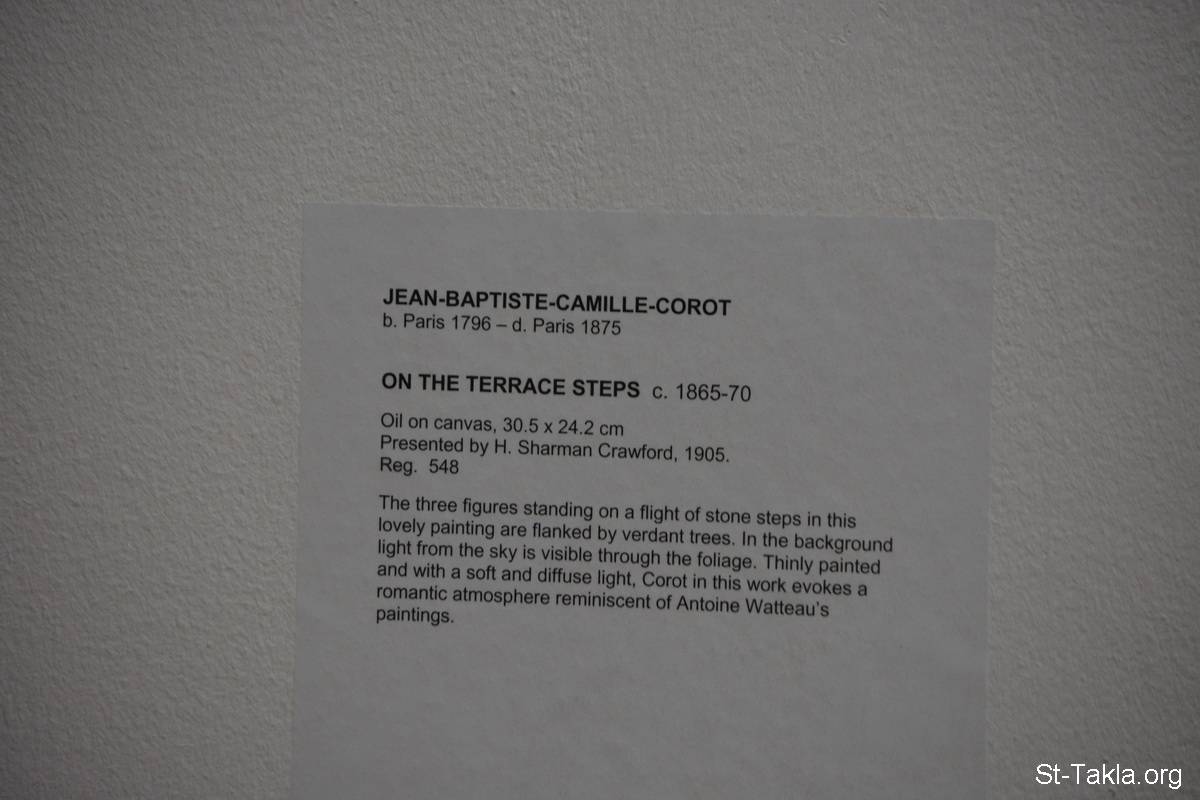 JEAN-BAPTISTE-CAMILLE-COROT
b. Paris 1796 – d. Paris 1875
ON THE TERRACE STEPS c. 1865-70
Oil on canvas, 30.5 x 24.2 cm
Presented by H. Sharman Crawford, 1905.
Reg. 548
The three figures standing on a flight of stone steps in this
lovely painting are flanked by verdant trees. In the background
light from the sky is visible through the foliage. Thinly painted
and with a soft and diffuse light, Corot in this work evokes a
romantic atmosphere reminiscent of Antoine Watteau's
paintings.
St-Takla.org